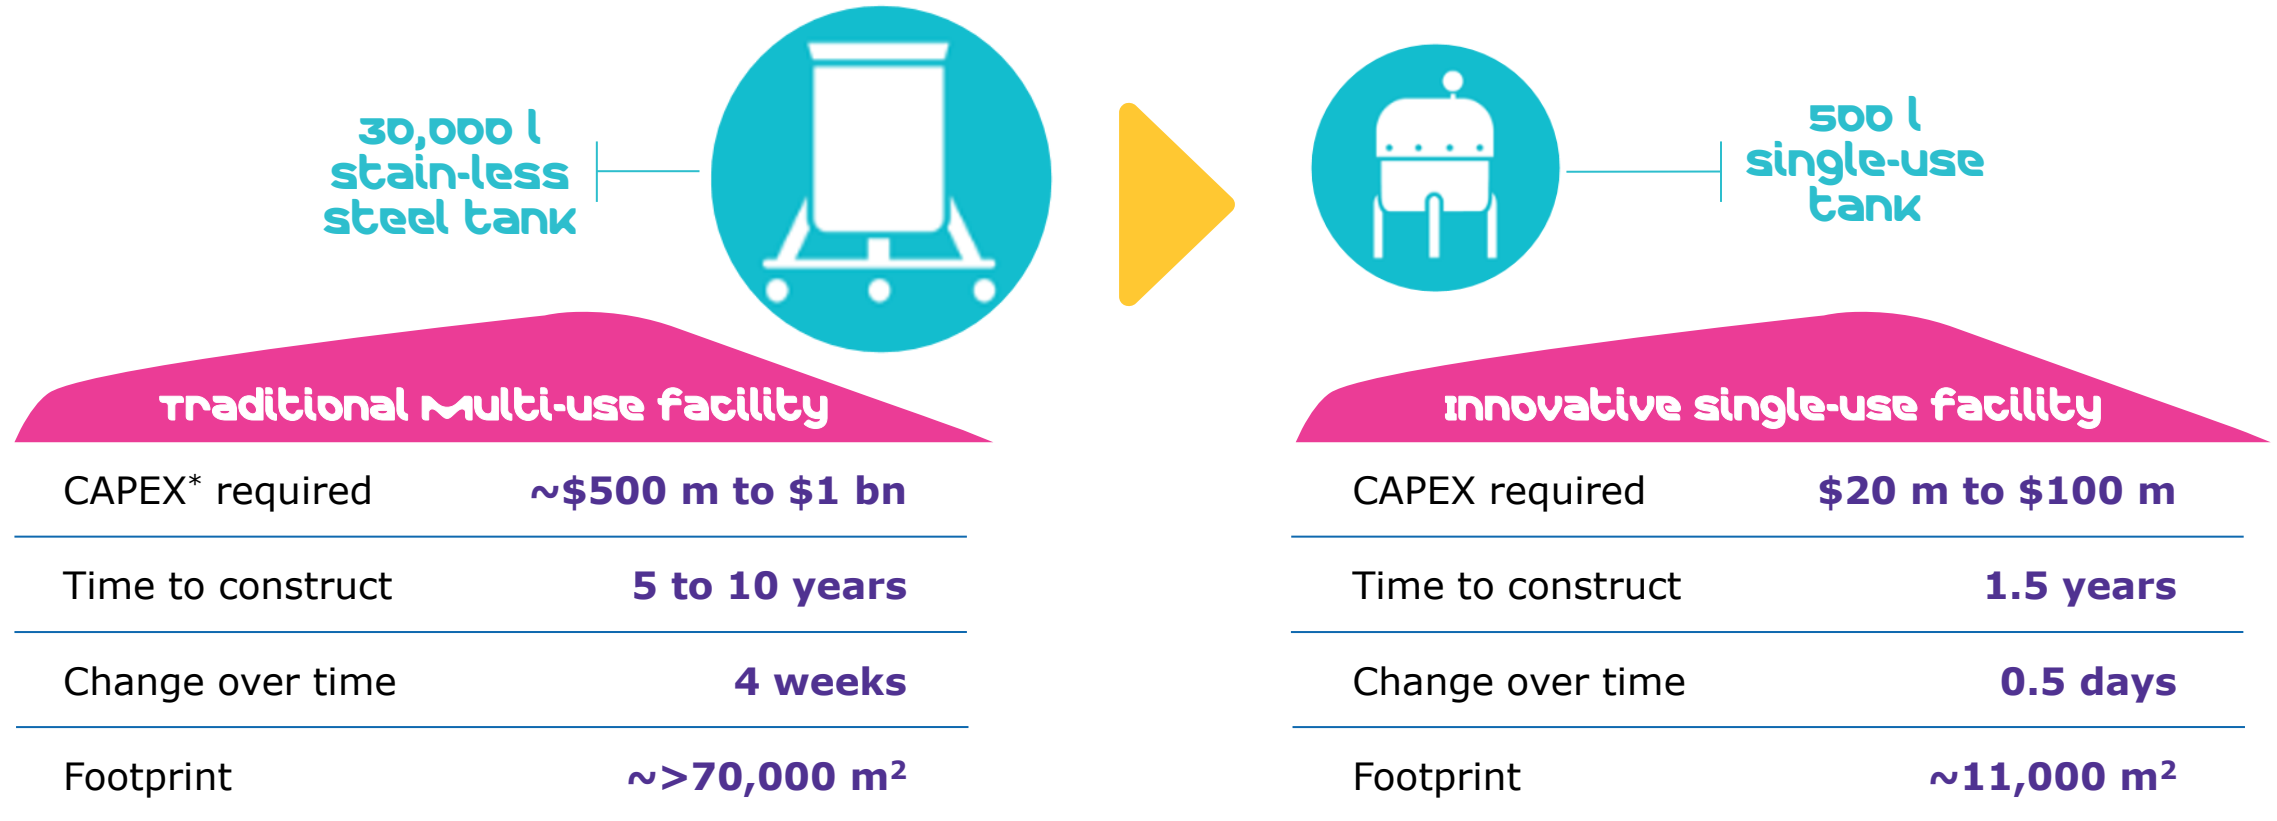 30,000 l
stain-less
steel tank
500 l
single-use
tank
Traditional Multi-use facility
CAPEX* required ~$500 m to $1 bn
Time to construct 5 to 10 years
Change over time 4 weeks
Footprint ~>70,000 m²
Innovative single-use facility
CAPEX required $20 m to $100 m
Time to construct 1.5 years
Change over time 0.5 days
Footprint ~11,000 m²